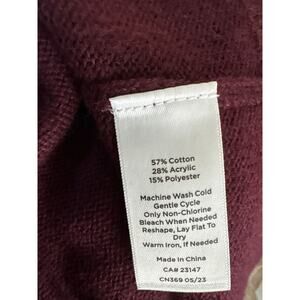 57% Cotton
28% Acrylic
15% Polyester
Machine Wash Cold
Gentle Cycle
Only Non-Chlorine
Bleach When Needed
Reshape, Lay Flat To
Dry
Warm Iron, If Needed
Made In China
CA# 23147
CN369 05/23